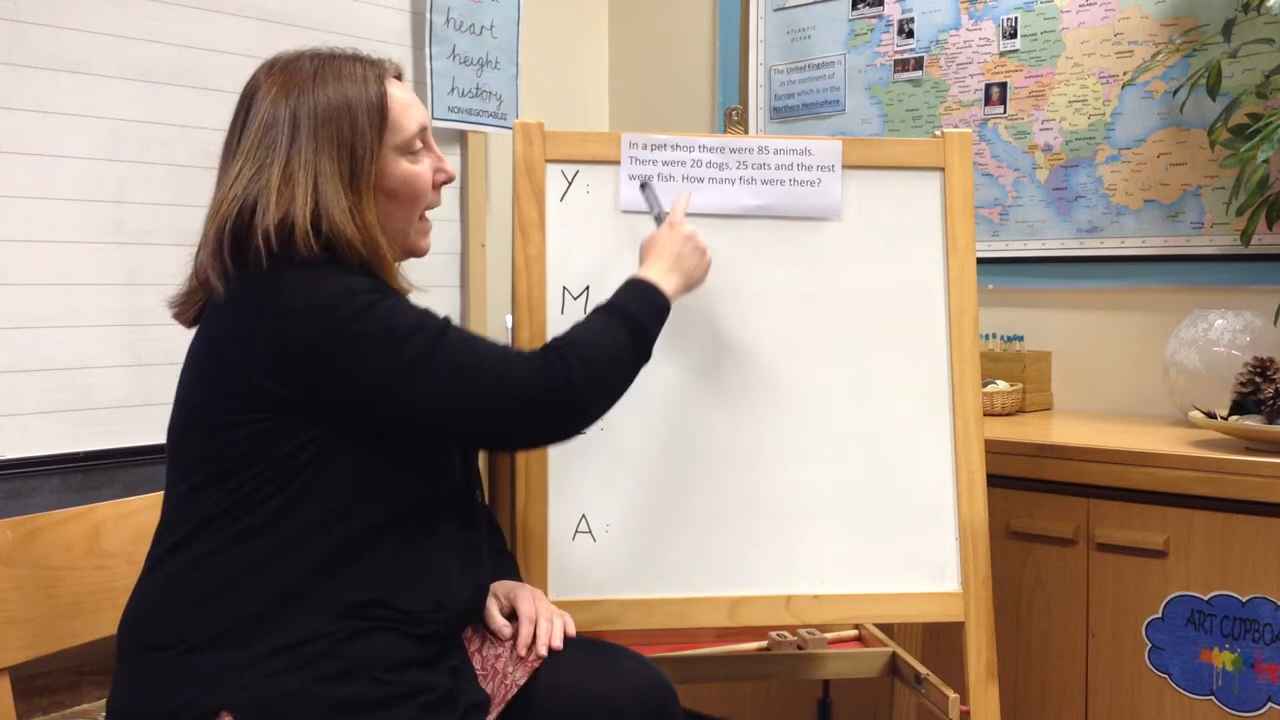 heart
height
history
NON-NEGOTIABLES
In a pet shop there were 85 animals.
There were 20 dogs, 25 cats and the rest
were fish. How many fish were there?
Y:
M
A:
ATLANTIC
OCEAN
The United Kingdom is
in the continent of
Europe which is in the
Northern Hemisphere.
TURKEY
ART CUPBO